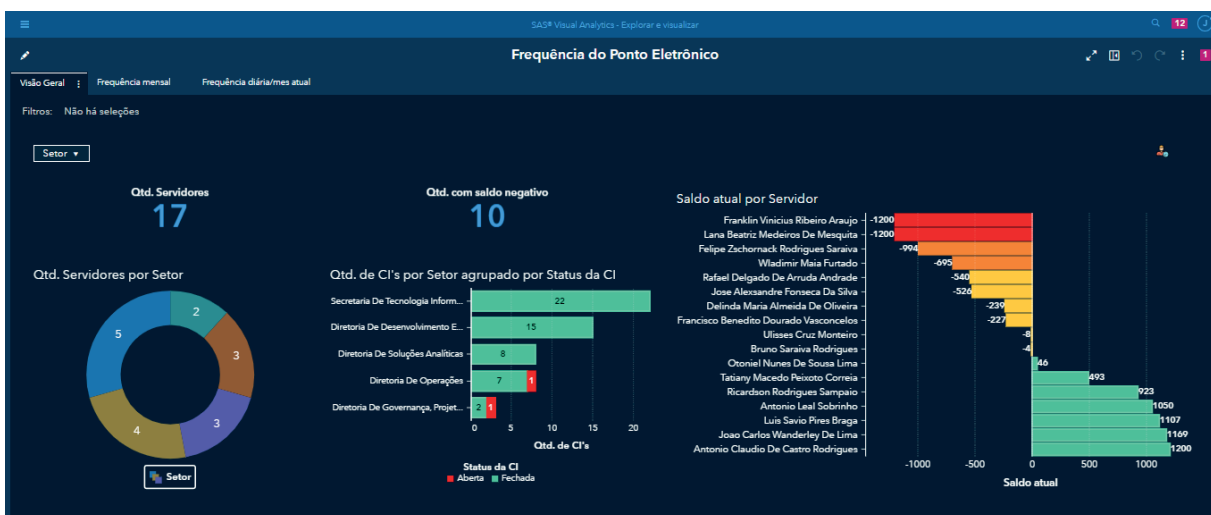 SAS® Visual Analytics - Explorar e visualizar
12
J
Frequência do Ponto Eletrônico
1
Visão Geral
Frequência mensal
Frequência diária/mes atual
Filtros: Não há seleções
Setor
Qtd. Servidores
17
Qtd. com saldo negativo
10
Qtd. Servidores por Setor
2
3
3
4
5
Setor
Qtd. de CI's por Setor agrupado por Status da CI
Secretaria De Tecnologia Inform... 22
Diretoria De Desenvolvimento E... 15
Diretoria De Soluções Analíticas 8
Diretoria De Operações 7 1
Diretoria De Governança, Projet... 2 1
0 5 10 15 20
Qtd. de CI's
Status da CI
Aberta Fechada
Saldo atual por Servidor
Franklin Vinicius Ribeiro Araujo -1200
Lana Beatriz Medeiros De Mesquita -1200
Felipe Zschornack Rodrigues Saraiva -994
Wladimir Maia Furtado -695
Rafael Delgado De Arruda Andrade -540
Jose Alexsandre Fonseca Da Silva -526
Delinda Maria Almeida De Oliveira -239
Francisco Benedito Dourado Vasconcelos -227
Ulisses Cruz Monteiro -8
Bruno Saraiva Rodrigues -4
Otoniel Nunes De Sousa Lima 46
Tatiany Macedo Peixoto Correia 493
Ricardson Rodrigues Sampaio 923
Antonio Leal Sobrinho 1050
Luis Savio Pires Braga 1107
Joao Carlos Wanderley De Lima 1169
Antonio Claudio De Castro Rodrigues 1200
-1000 -500 0 500 1000
Saldo atual